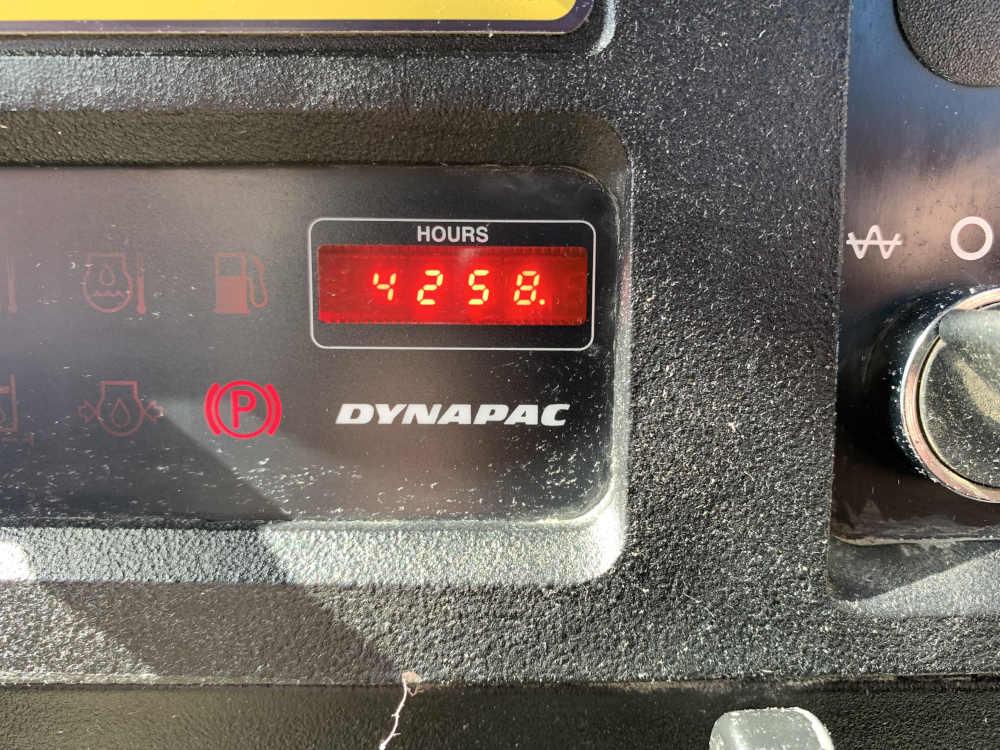 HOURS
4258.
P
DYNAPAC